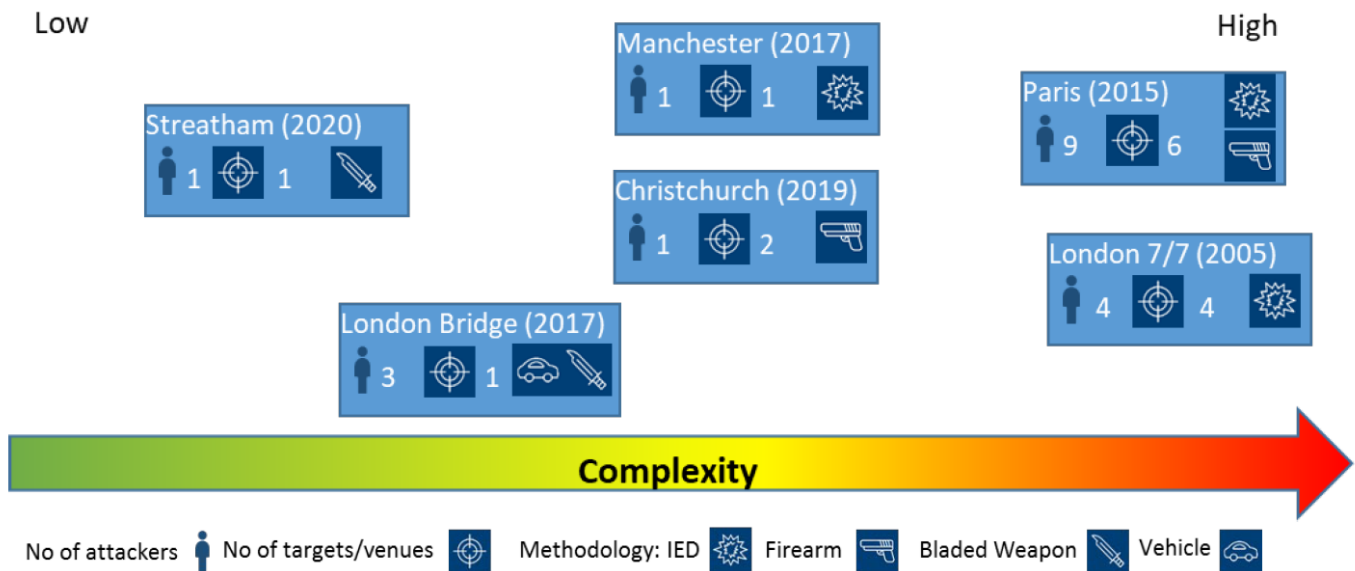 Low
High
Manchester (2017)
1 1
Paris (2015)
9 6
Streatham (2020)
1 1
Christchurch (2019)
1 2
London 7/7 (2005)
4 4
London Bridge (2017)
3 1
Complexity
No of attackers No of targets/venues Methodology: IED Firearm Bladed Weapon Vehicle